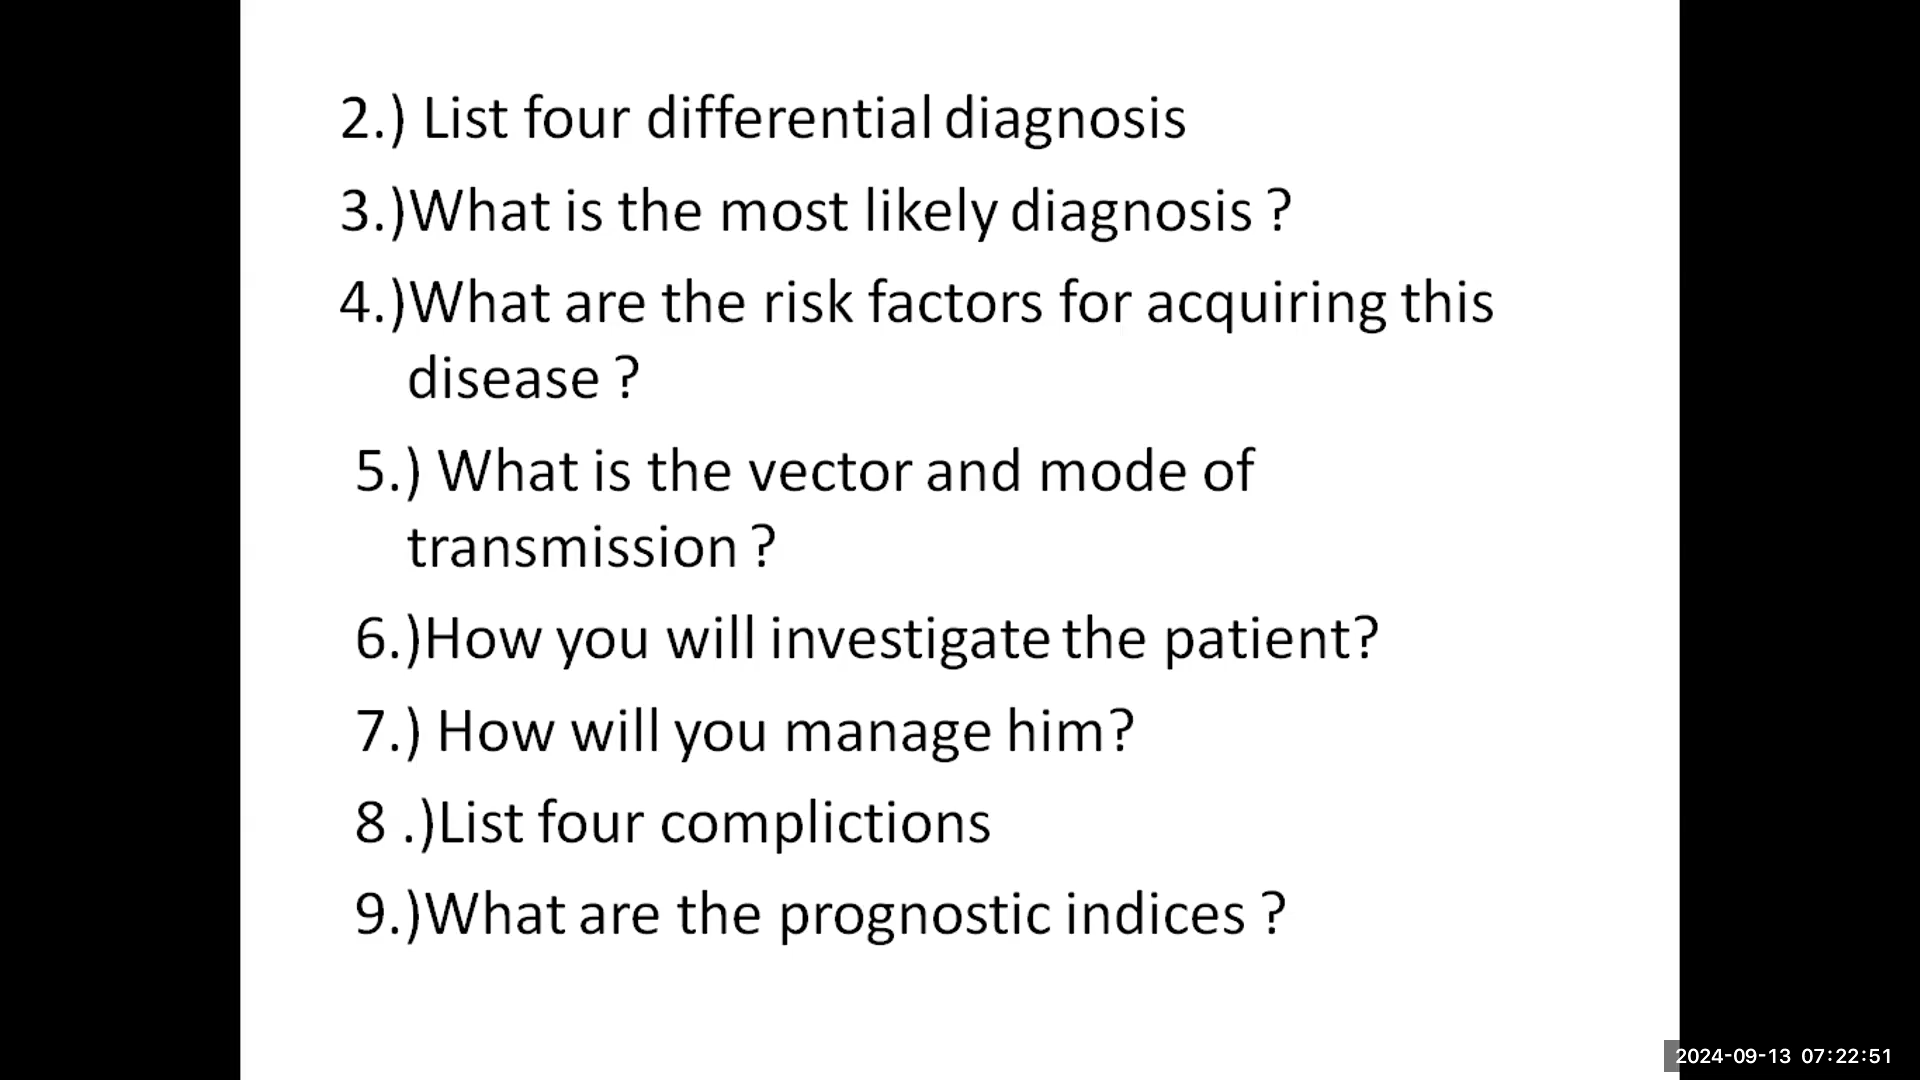 2.) List four differential diagnosis
3.)What is the most likely diagnosis ?
4.)What are the risk factors for acquiring this
disease ?
5.) What is the vector and mode of
transmission ?
6.)How you will investigate the patient?
7.) How will you manage him?
8 .)List four complictions
9.)What are the prognostic indices ?
2024-09-13 07:22:51